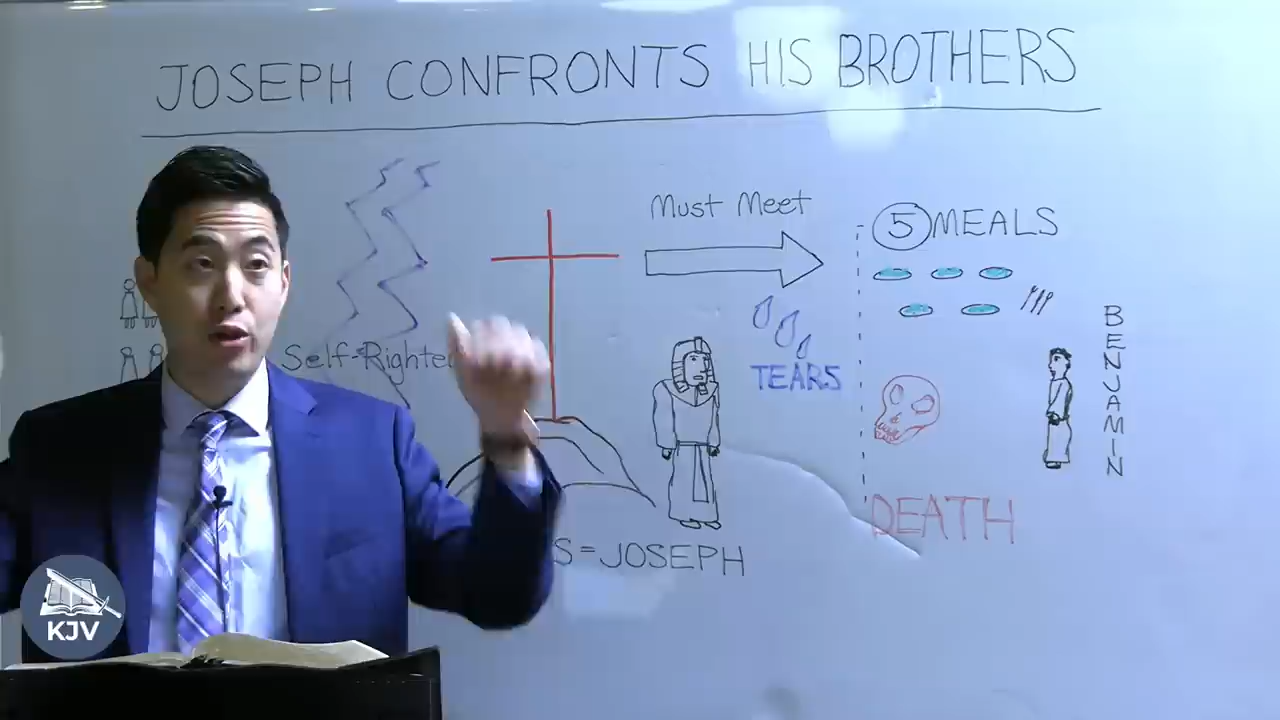 JOSEPH CONFRONTS HIS BROTHERS
Must Meet
5 MEALS
TEARS
BENJAMIN
DEATH
S=JOSEPH
KJV